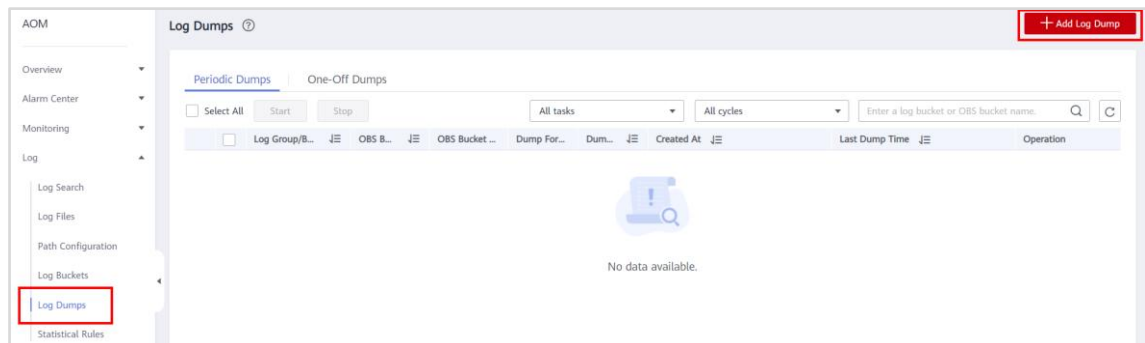 AOM
Log Dumps
+ Add Log Dump
Overview
Alarm Center
Monitoring
Log
Log Search
Log Files
Path Configuration
Log Buckets
Log Dumps
Statistical Rules
Periodic Dumps
One-Off Dumps
Select All
Start
Stop
All tasks
All cycles
Enter a log bucket or OBS bucket name.
Log Group/B... OBS B... OBS Bucket ... Dump For... Dum... Created At Last Dump Time Operation
No data available.